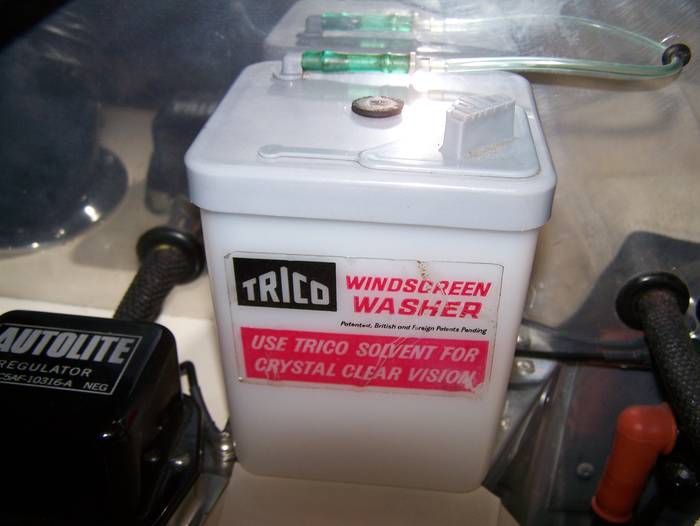 TRICO
WINDSCREEN
WASHER
Patented, British and Foreign Patents Pending
USE TRICO SOLVENT FOR
CRYSTAL CLEAR VISION
AUTOLITE
REGULATOR
C5AF-10316-A NEG